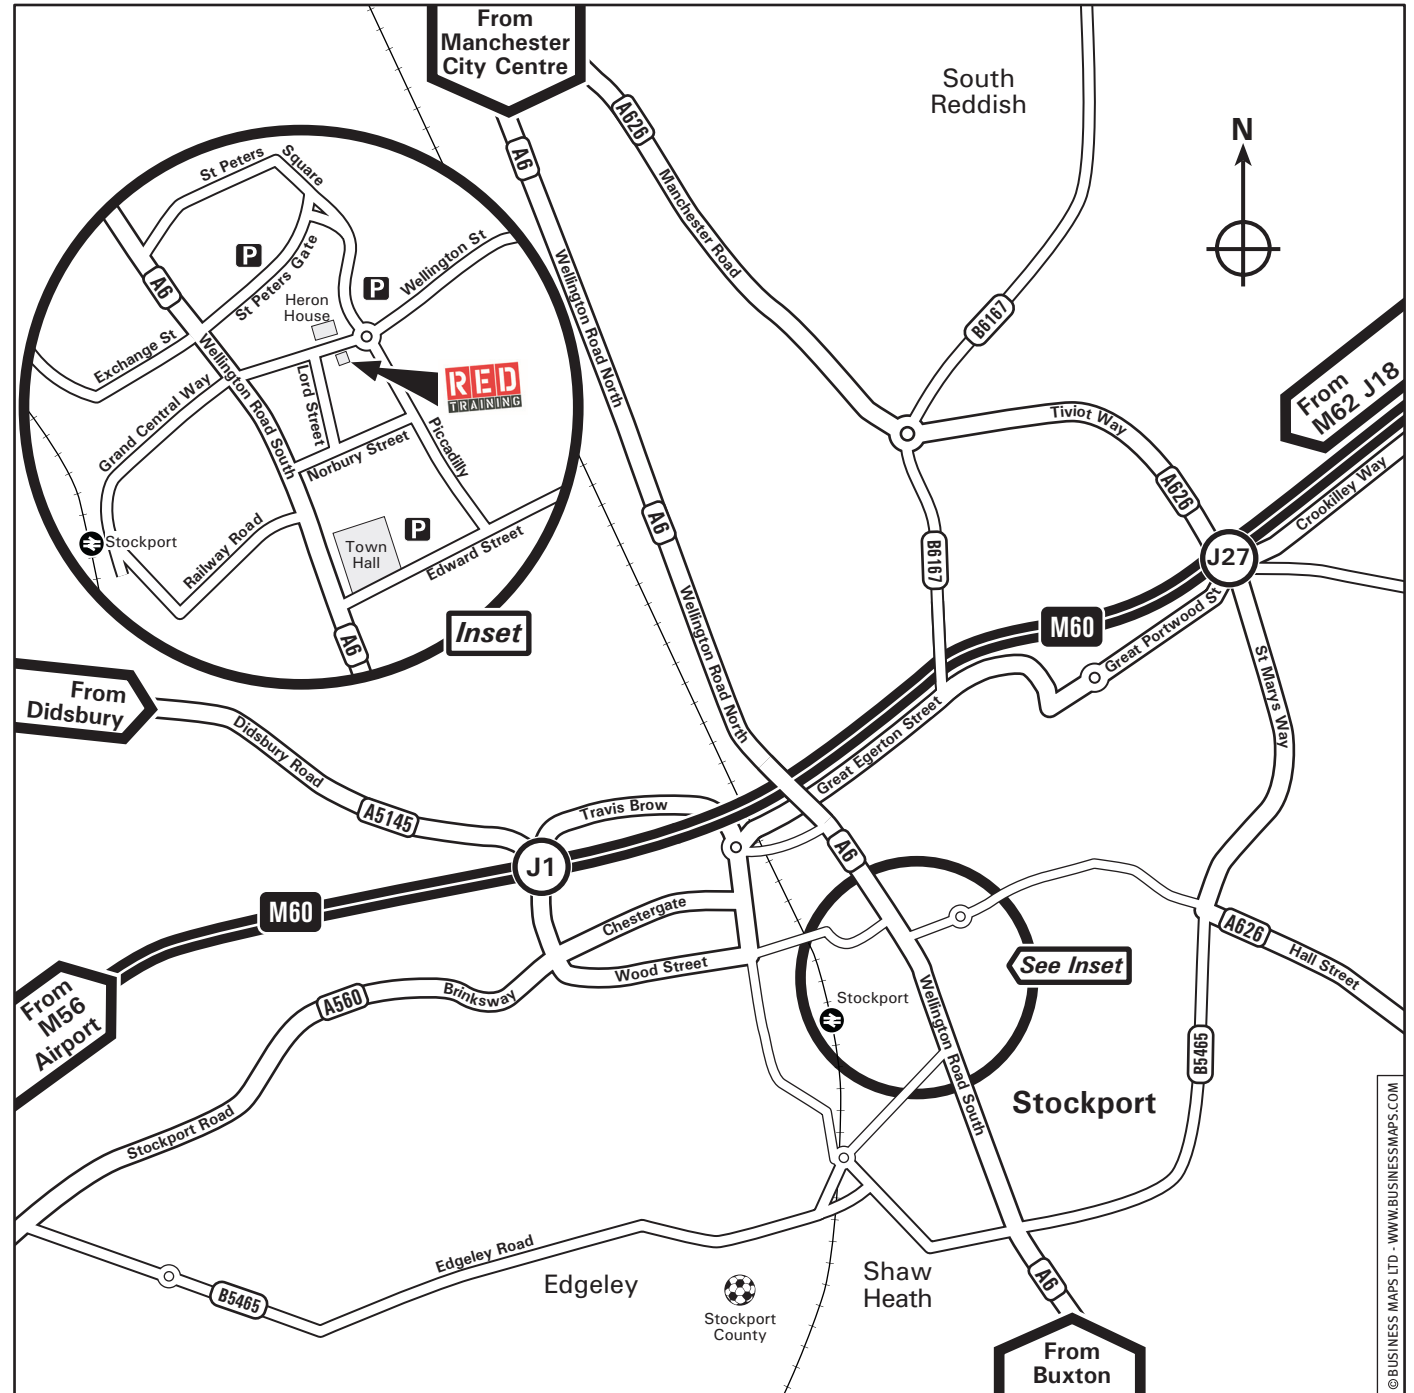 From
Manchester
City Centre
South
Reddish
A626
A6
N
St Peters
Square
Manchester Road
P
St Peters Gate
Wellington St
P
A6
Heron
House
Wellington Road North
B6167
Exchange St
Wellington Road South
Grand Central Way
Lord Street
RED
TRAINING
From
M62 J18
Tiviot Way
Piccadilly
Norbury Street
A626
Crookilley Way
A6
P
Stockport
Railway Road
Town
Hall
Edward Street
B6167
J27
Inset
A6
M60
Great Portwood St
Wellington Road North
St Marys Way
From
Didsbury
Didsbury Road
Great Egerton Street
A5145
Travis Brow
A6
J1
M60
Chestergate
A626
Hall Street
Wood Street
See Inset
From
M56
Airport
A560
Brinksway
Stockport
Wellington Road South
B5465
Stockport
Stockport Road
Edgeley Road
B5465
Edgeley
Shaw
Heath
A6
Stockport
County
From
Buxton
© BUSINESS MAPS LTD - WWW.BUSINESSMAPS.COM